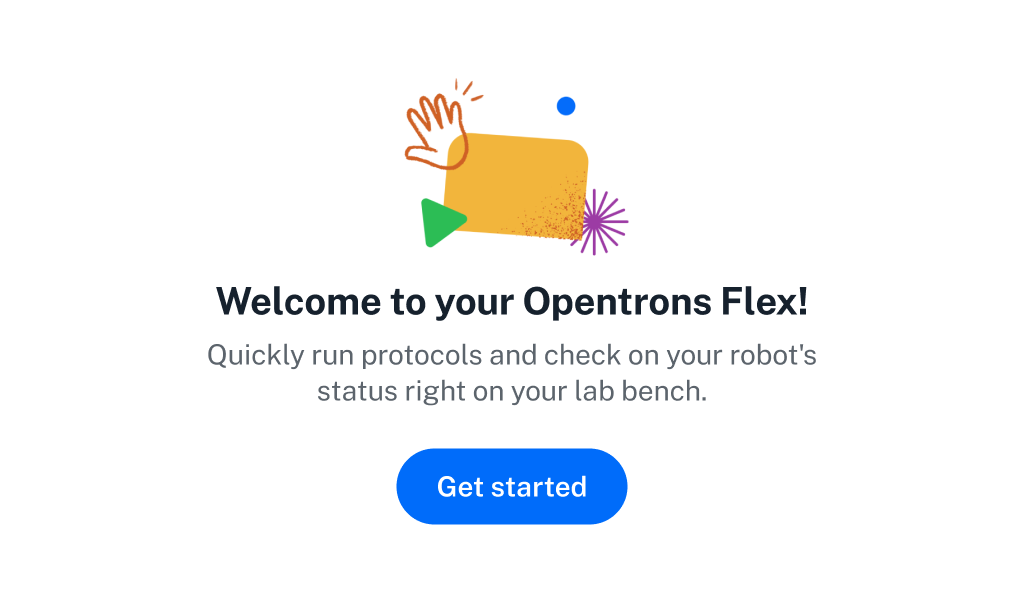 Welcome to your Opentrons Flex!
Quickly run protocols and check on your robot's
status right on your lab bench.
Get started